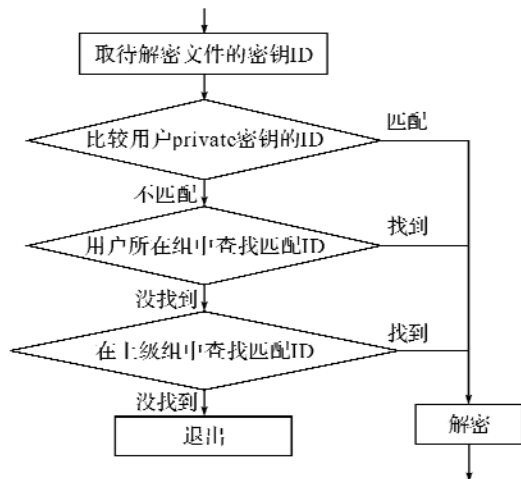 取待解密文件的密钥ID
比较用户private密钥的ID
匹配
不匹配
用户所在组中查找匹配ID
找到
没找到
在上级组中查找匹配ID
找到
没找到
退出
解密